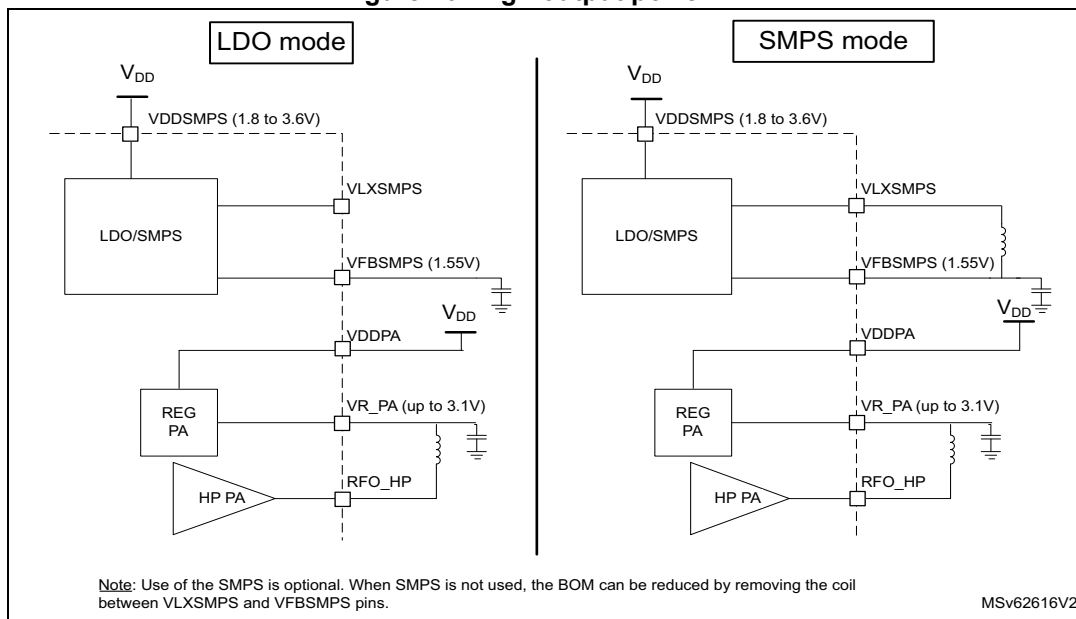 LDO mode
V_DD
VDDSMPS (1.8 to 3.6V)
LDO/SMPS
VLXSMPS
VFBSMPS (1.55V)
V_DD
VDDPA
REG
PA
VR_PA (up to 3.1V)
HP PA
RFO_HP
SMPS mode
V_DD
VDDSMPS (1.8 to 3.6V)
LDO/SMPS
VLXSMPS
VFBSMPS (1.55V)
V_DD
VDDPA
REG
PA
VR_PA (up to 3.1V)
HP PA
RFO_HP
Note: Use of the SMPS is optional. When SMPS is not used, the BOM can be reduced by removing the coil
between VLXSMPS and VFBSMPS pins.
MSv62616V2